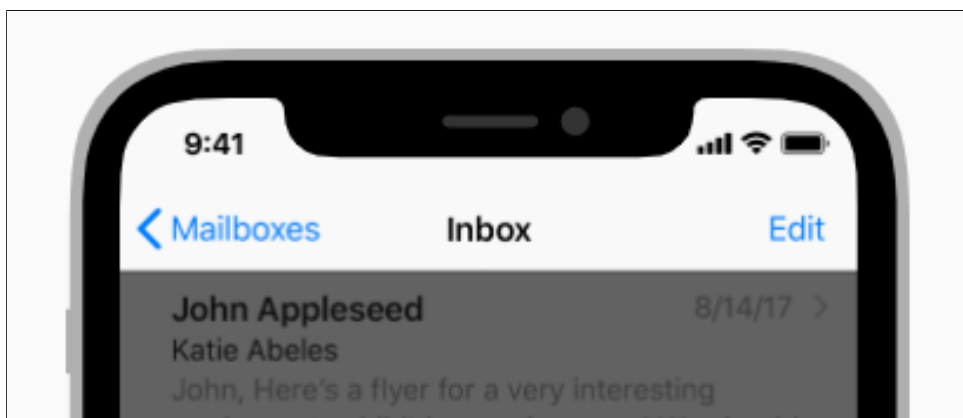 9:41
Mailboxes Inbox Edit
John Appleseed 8/14/17
Katie Abeles
John, Here's a flyer for a very interesting